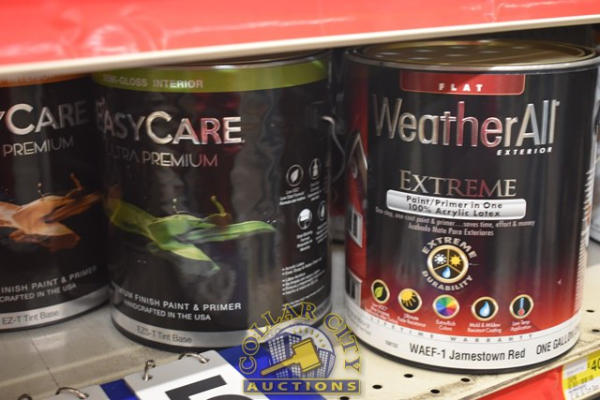 CARE
PREMIUM
FINISH PAINT & PRIMER
CRAFTED IN THE USA
EZ-T Tint Base
SEMI-GLOSS INTERIOR
EASYCARE
ULTRA PREMIUM
FINISH PAINT & PRIMER
HANDCRAFTED IN THE USA
Tint Base
FLAT
WeatherAll
EXTERIOR
EXTREME
Paint/Primer in One
100% Acrylic Latex
EXTREME
DURABILITY
WARRANTY
WAEF-1 Jamestown Red
ONE GALLON
COLLAR CITY
AUCTIONS